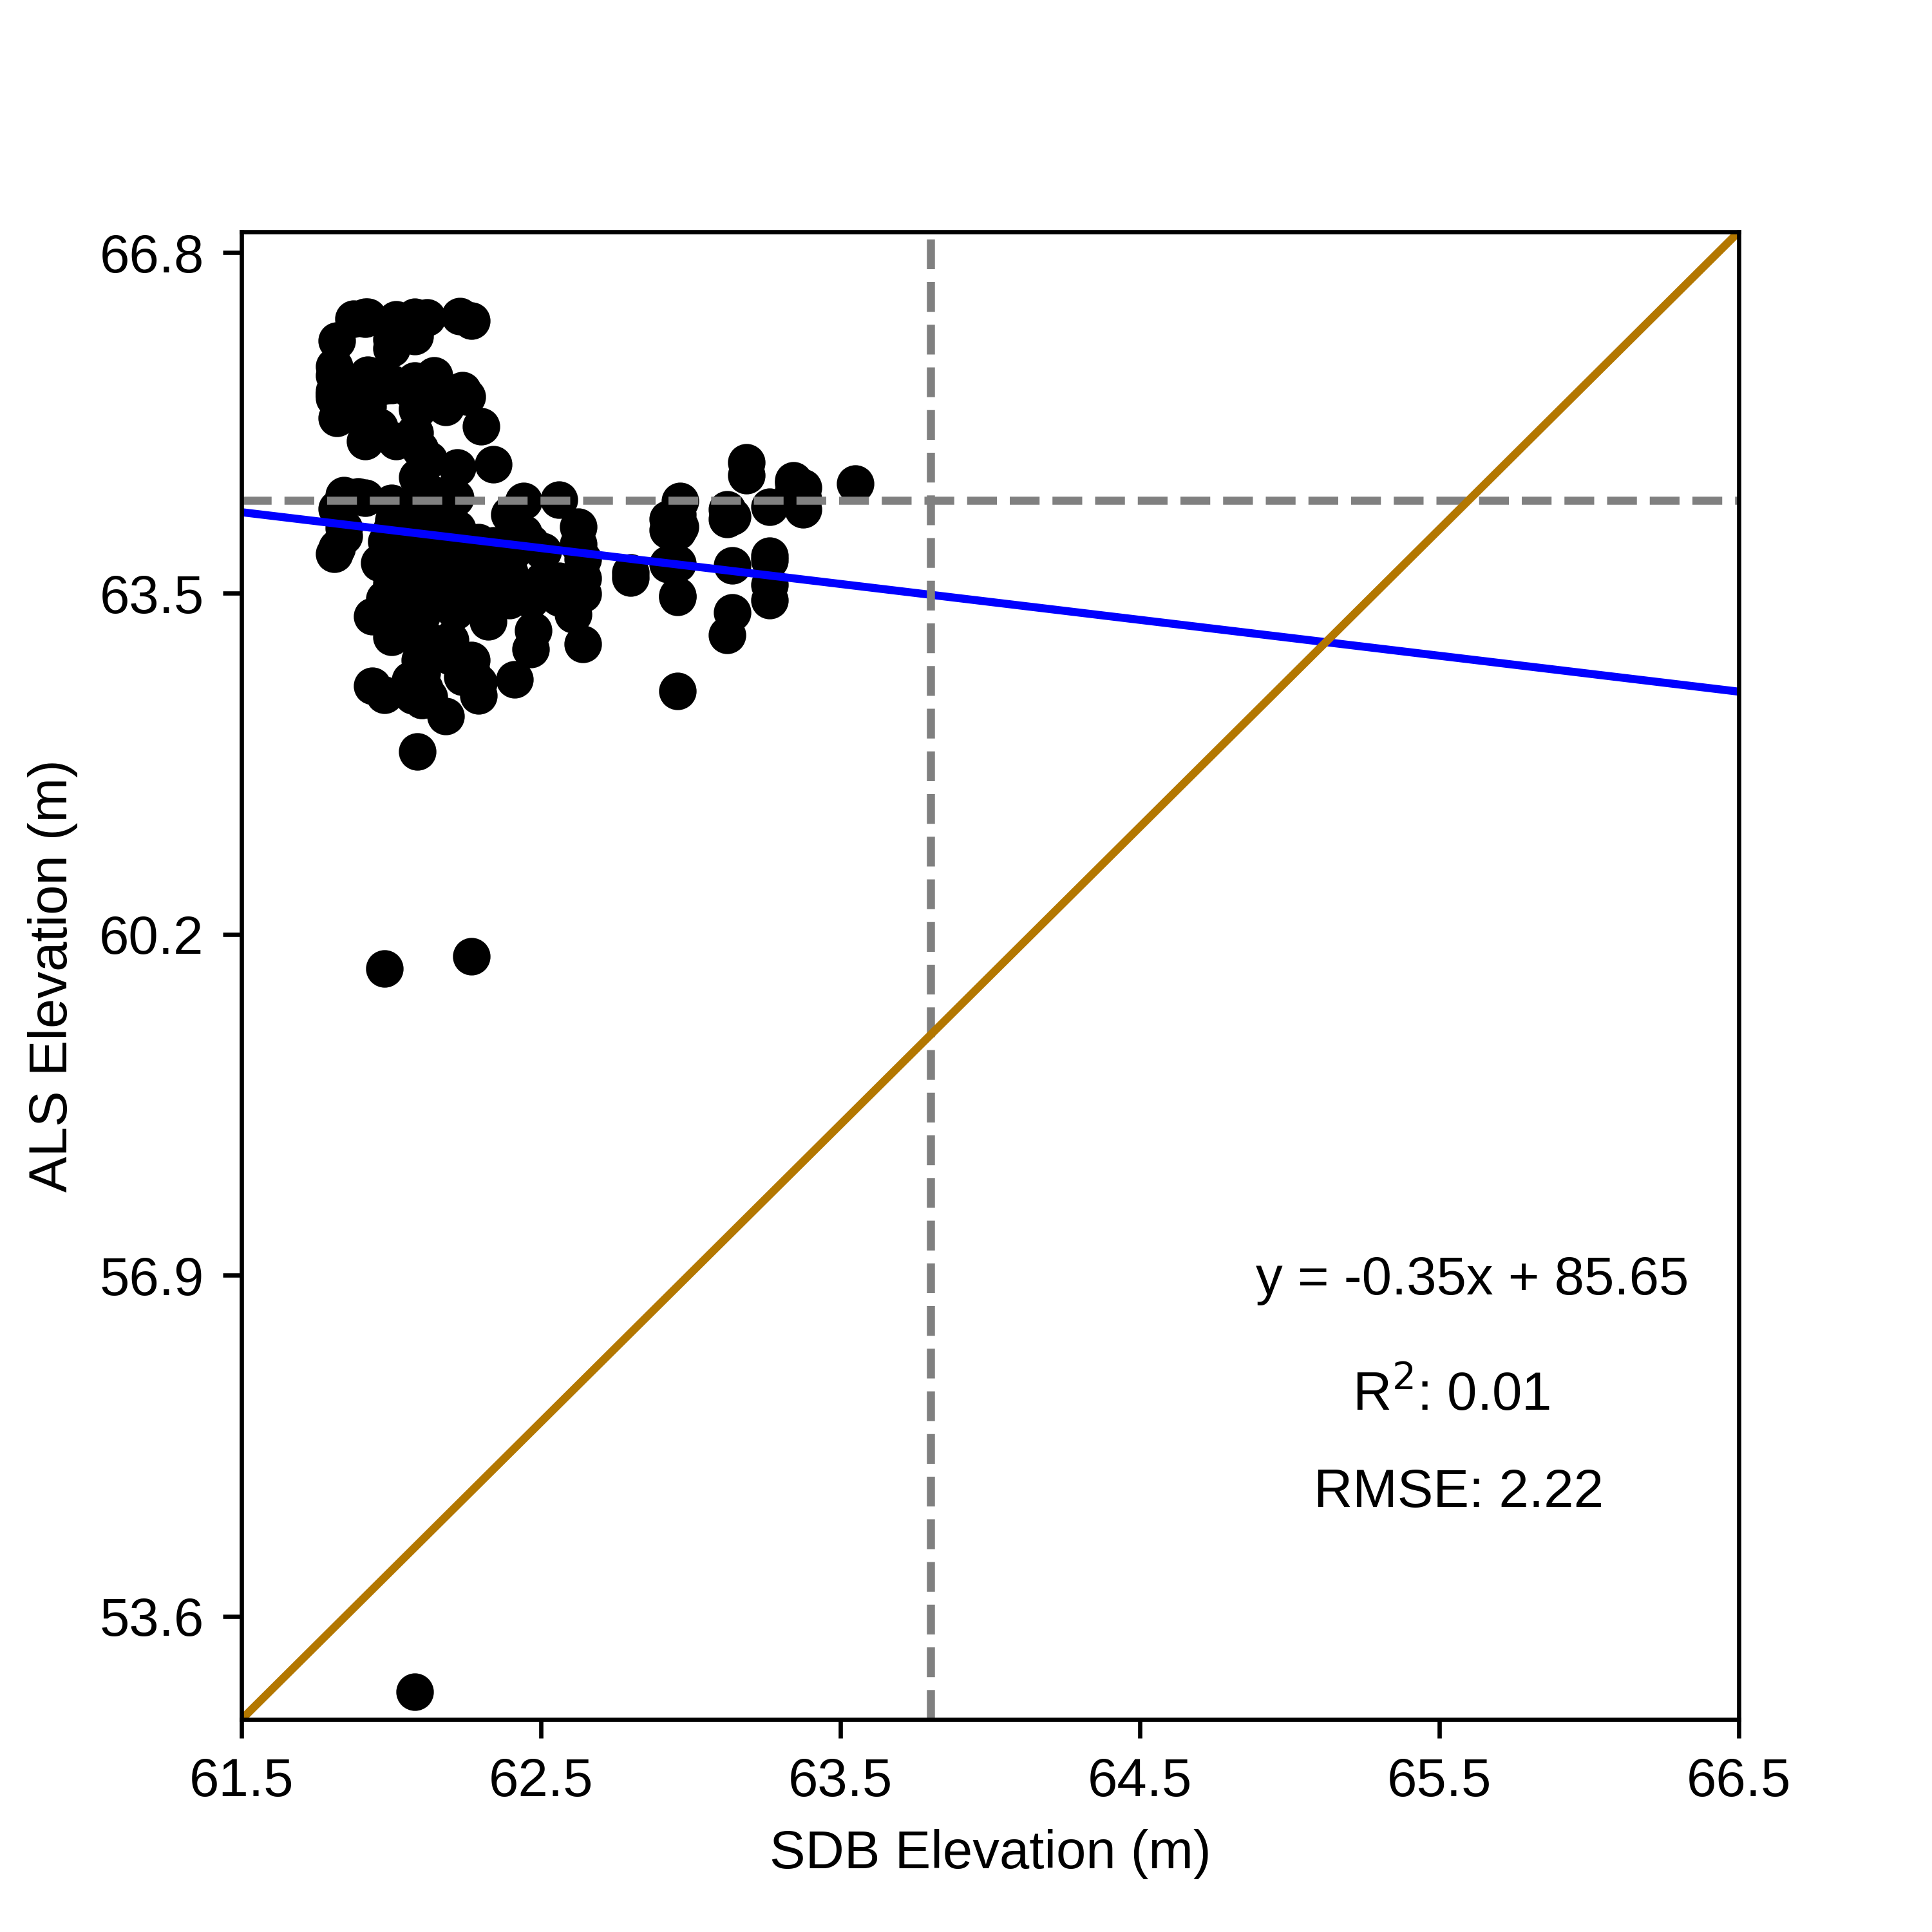 66.8
63.5
60.2
56.9
53.6
ALS Elevation (m)
y = -0.35x + 85.65
R²: 0.01
RMSE: 2.22
61.5 62.5 63.5 64.5 65.5 66.5
SDB Elevation (m)